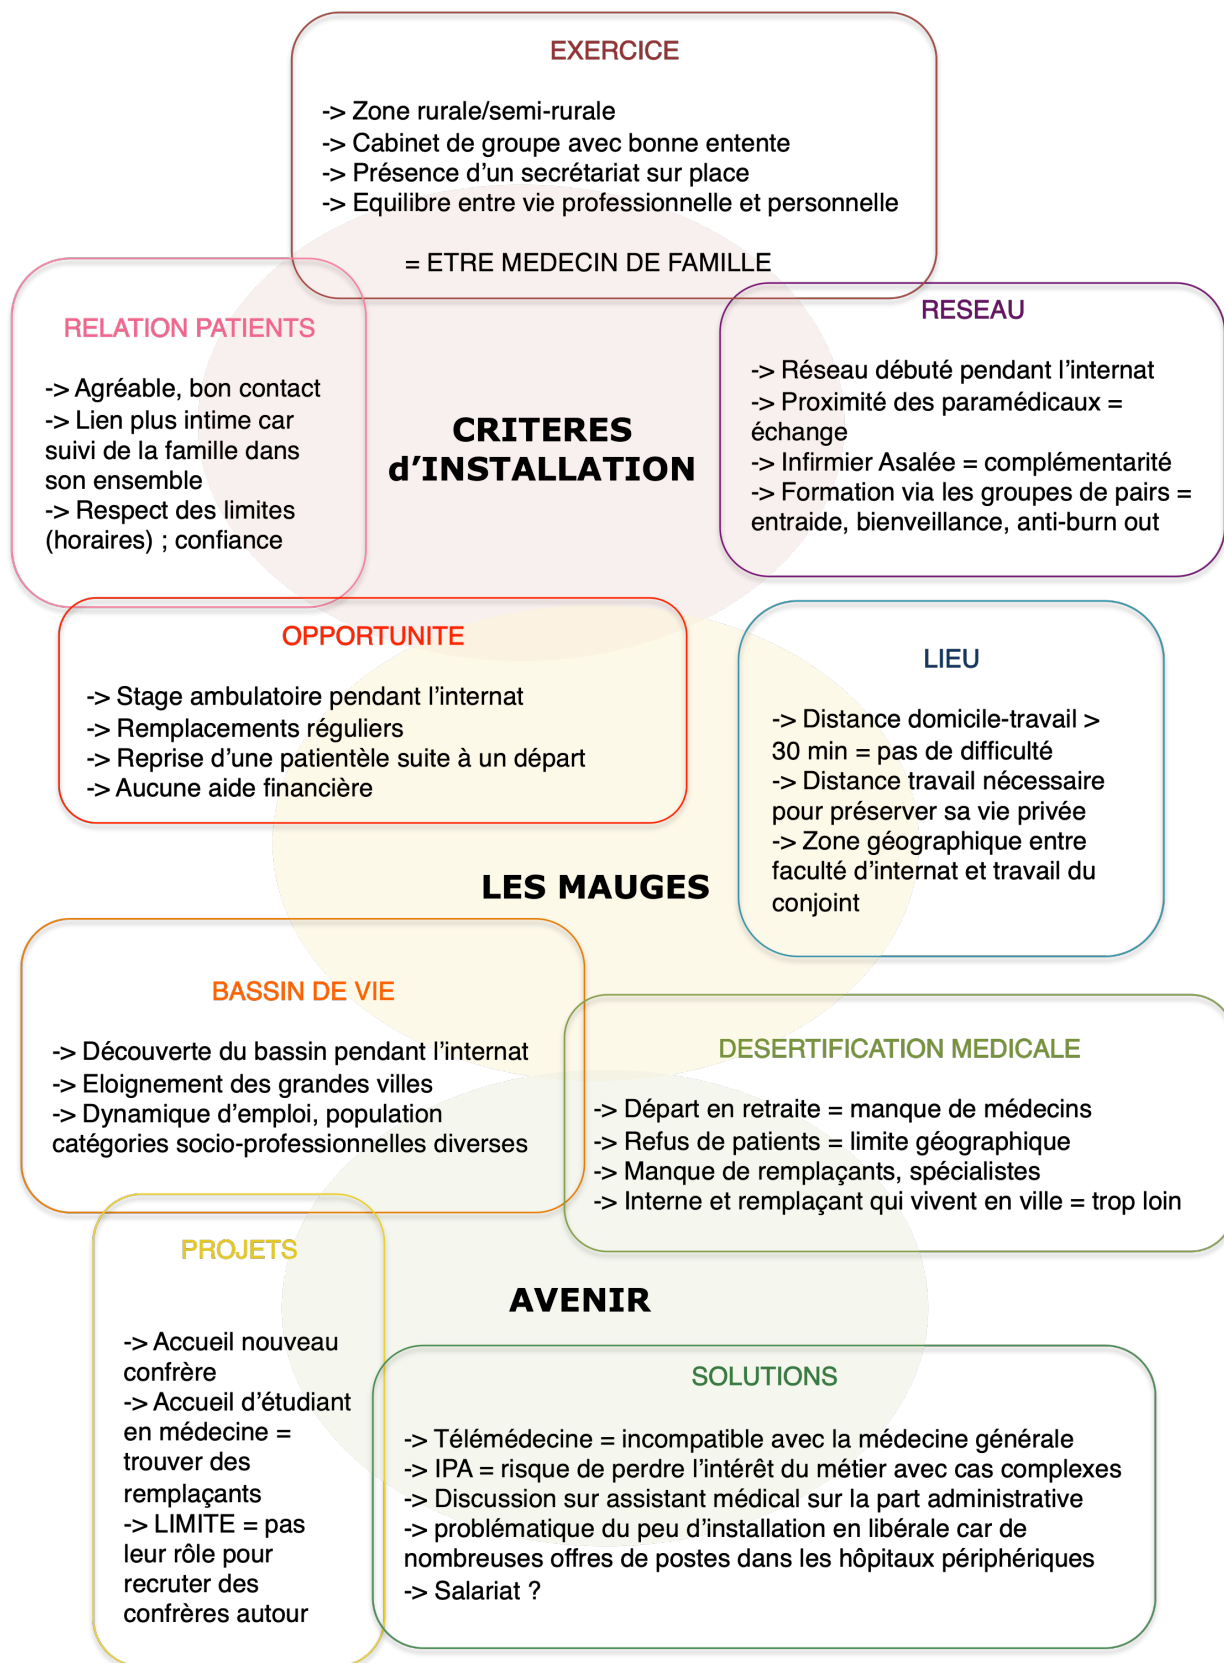 EXERCICE
-> Zone rurale/semi-rurale
-> Cabinet de groupe avec bonne entente
-> Présence d'un secrétariat sur place
-> Equilibre entre vie professionnelle et personnelle
= ETRE MEDECIN DE FAMILLE
RELATION PATIENTS
-> Agréable, bon contact
-> Lien plus intime car
suivi de la famille dans
son ensemble
-> Respect des limites
(horaires) ; confiance
CRITERES
d'INSTALLATION
RESEAU
-> Réseau débuté pendant l'internat
-> Proximité des paramédicaux =
échange
-> Infirmier Asalée = complémentarité
-> Formation via les groupes de pairs =
entraide, bienveillance, anti-burn out
OPPORTUNITE
-> Stage ambulatoire pendant l'internat
-> Remplacements réguliers
-> Reprise d'une patientèle suite à un départ
-> Aucune aide financière
LIEU
-> Distance domicile-travail >
30 min = pas de difficulté
-> Distance travail nécessaire
pour préserver sa vie privée
-> Zone géographique entre
faculté d'internat et travail du
conjoint
LES MAUGES
BASSIN DE VIE
-> Découverte du bassin pendant l'internat
-> Eloignement des grandes villes
-> Dynamique d'emploi, population
catégories socio-professionnelles diverses
DESERTIFICATION MEDICALE
-> Départ en retraite = manque de médecins
-> Refus de patients = limite géographique
-> Manque de remplaçants, spécialistes
-> Interne et remplaçant qui vivent en ville = trop loin
PROJETS
-> Accueil nouveau
confrère
-> Accueil d'étudiant
en médecine =
trouver des
remplaçants
-> LIMITE = pas
leur rôle pour
recruter des
confrères autour
AVENIR
SOLUTIONS
-> Télémédecine = incompatible avec la médecine générale
-> IPA = risque de perdre l'intérêt du métier avec cas complexes
-> Discussion sur assistant médical sur la part administrative
-> problématique du peu d'installation en libérale car de
nombreuses offres de postes dans les hôpitaux périphériques
-> Salariat ?